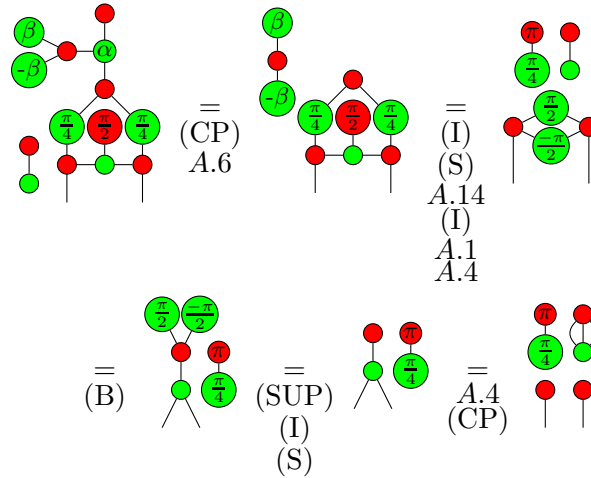 β
-β
α
π/4 π/2 π/4
=
(CP)
A.6
β
-β
π/4 π/2 π/4
=
(I)
(S)
A.14
(I)
A.1
A.4
π
π/4
π/2
-π/2
=
(B)
π/2 -π/2
π
π/4
=
(SUP)
(I)
(S)
π
π/4
=
A.4
(CP)
π
π/4